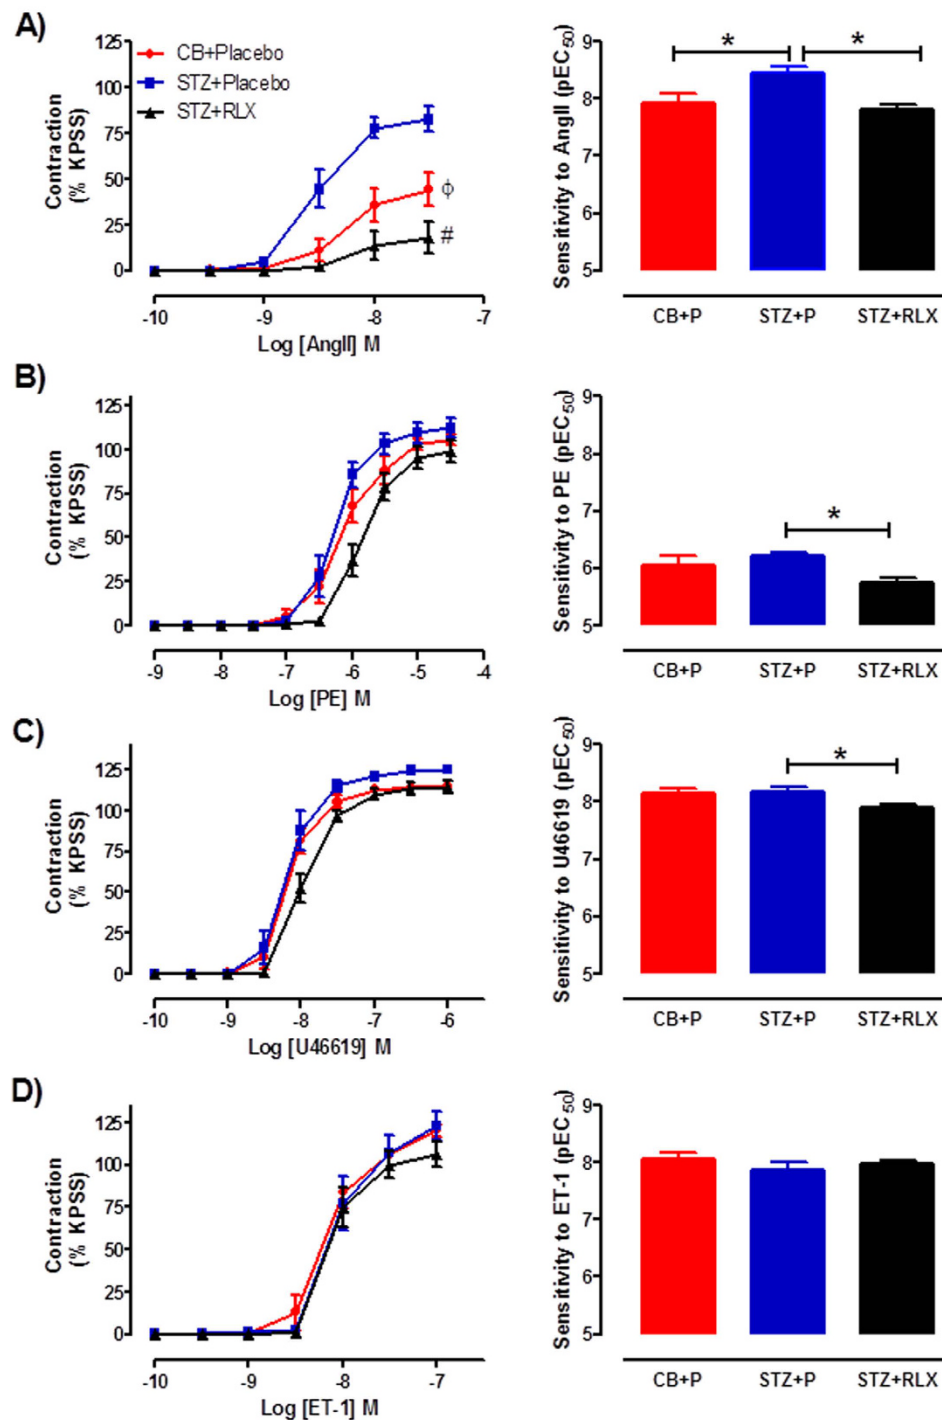 A)
CB+Placebo
STZ+Placebo
STZ+RLX
Contraction
(% KPSS)
125
100
75
50
25
0
-10 -9 -8 -7
Log [AngII] M
ϕ
#
Sensitivity to AngII (pEC50)
9
8
7
6
5
* *
CB+P STZ+P STZ+RLX
B)
Contraction
(% KPSS)
125
100
75
50
25
0
-9 -8 -7 -6 -5 -4
Log [PE] M
Sensitivity to PE (pEC50)
9
8
7
6
5
*
CB+P STZ+P STZ+RLX
C)
Contraction
(% KPSS)
125
100
75
50
25
0
-10 -9 -8 -7 -6
Log [U46619] M
Sensitivity to U46619 (pEC50)
9
8
7
6
5
*
CB+P STZ+P STZ+RLX
D)
Contraction
(% KPSS)
125
100
75
50
25
0
-10 -9 -8 -7
Log [ET-1] M
Sensitivity to ET-1 (pEC50)
9
8
7
6
5
CB+P STZ+P STZ+RLX